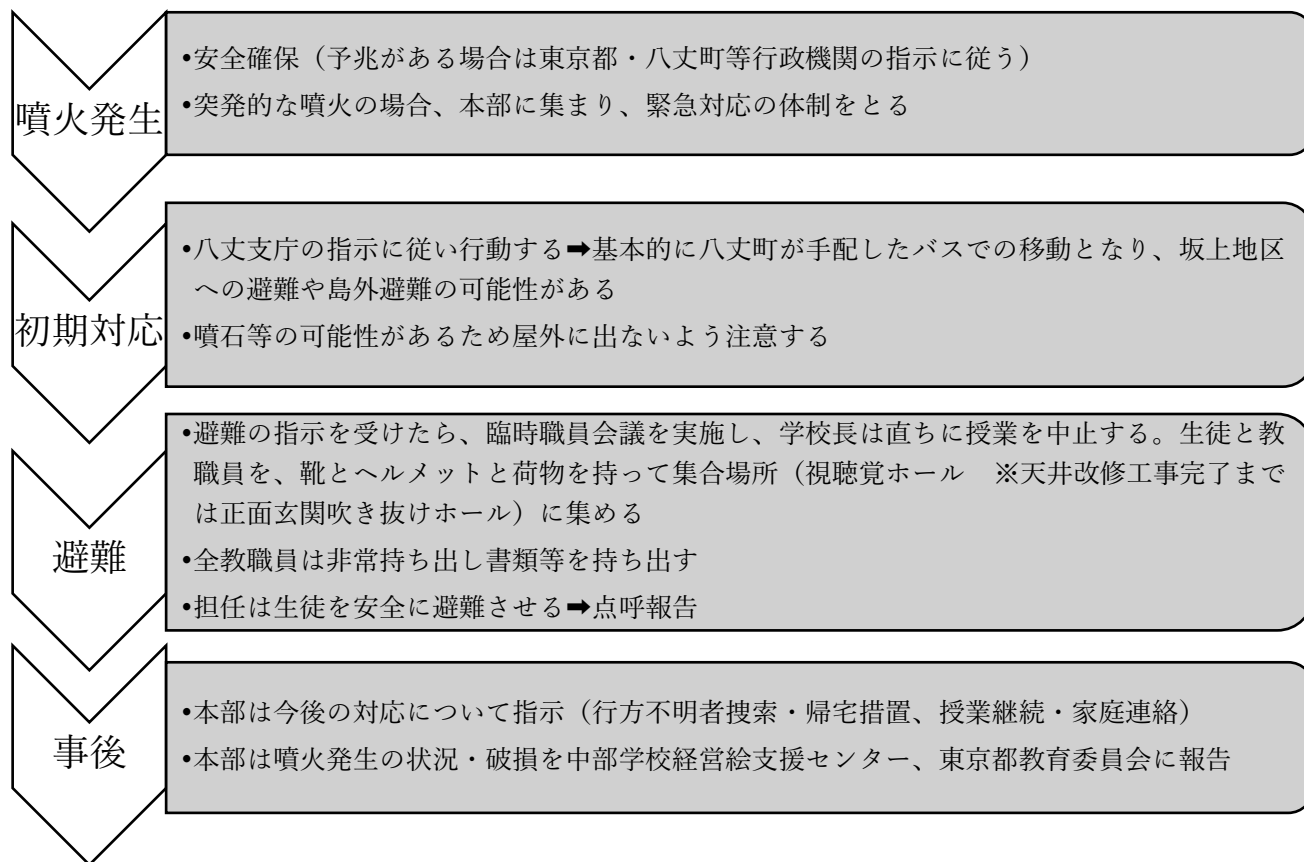 噴火発生
•安全確保（予兆がある場合は東京都・八丈町等行政機関の指示に従う）
•突発的な噴火の場合、本部に集まり、緊急対応の体制をとる
初期対応
•八丈支庁の指示に従い行動する➡基本的に八丈町が手配したバスでの移動となり、坂上地区
への避難や島外避難の可能性がある
•噴石等の可能性があるため屋外に出ないよう注意する
避難
•避難の指示を受けたら、臨時職員会議を実施し、学校長は直ちに授業を中止する。生徒と教
職員を、靴とヘルメットと荷物を持って集合場所（視聴覚ホール　※天井改修工事完了まで
は正面玄関吹き抜けホール）に集める
•全教職員は非常持ち出し書類等を持ち出す
•担任は生徒を安全に避難させる➡点呼報告
事後
•本部は今後の対応について指示（行方不明者捜索・帰宅措置、授業継続・家庭連絡）
•本部は噴火発生の状況・破損を中部学校経営絵支援センター、東京都教育委員会に報告